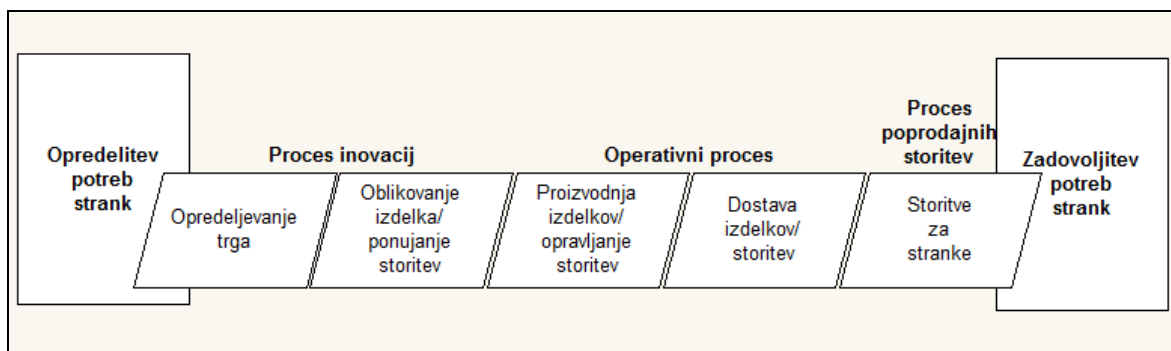 Opredelitev
potreb
strank
Proces inovacij
Opredeljevanje
trga
Oblikovanje
izdelka/
ponujanje
storitev
Operativni proces
Proizvodnja
izdelkov/
opravljanje
storitev
Dostava
izdelkov/
storitev
Proces
poprodajnih
storitev
Storitve
za
stranke
Zadovoljitev
potreb
strank